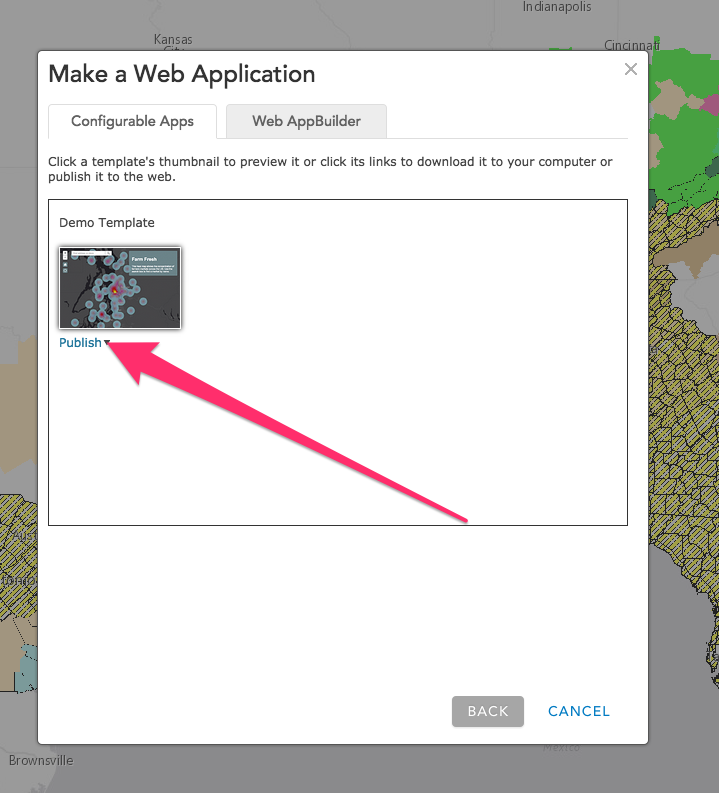 Indianapolis
Kansas
City
Cincinnati
Make a Web Application
Configurable Apps
Web AppBuilder
Click a template's thumbnail to preview it or click its links to download it to your computer or
publish it to the web.
Demo Template
Farm Fresh
Publish
BACK
CANCEL
Mexico
Brownsville